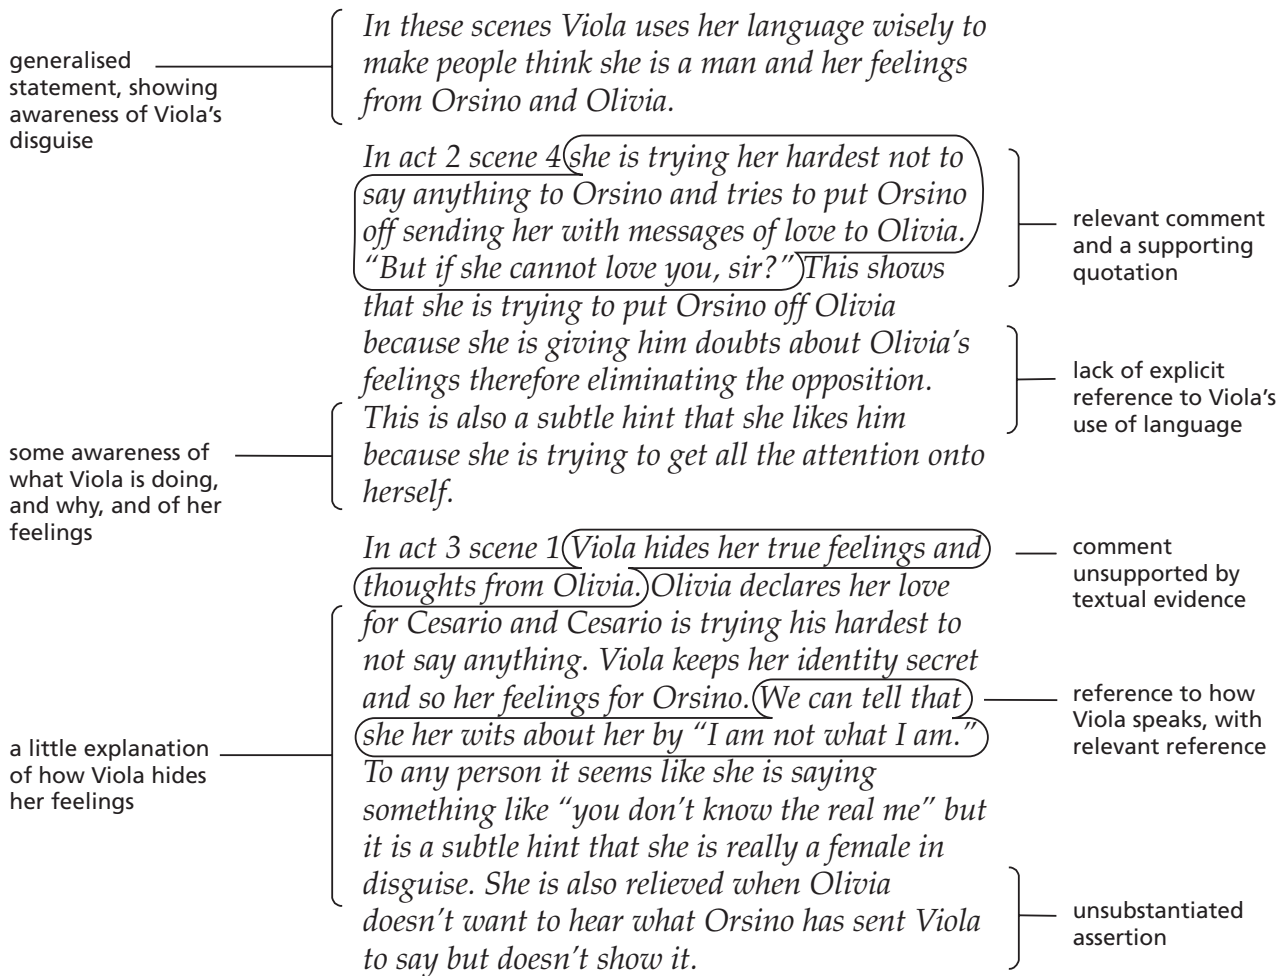 generalised
statement, showing
awareness of Viola's
disguise
In these scenes Viola uses her language wisely to
make people think she is a man and her feelings
from Orsino and Olivia.
In act 2 scene 4 she is trying her hardest not to
say anything to Orsino and tries to put Orsino
off sending her with messages of love to Olivia.
“But if she cannot love you, sir?” This shows
that she is trying to put Orsino off Olivia
because she is giving him doubts about Olivia's
feelings therefore eliminating the opposition.
This is also a subtle hint that she likes him
because she is trying to get all the attention onto
herself.
relevant comment
and a supporting
quotation
lack of explicit
reference to Viola's
use of language
some awareness of
what Viola is doing,
and why, and of her
feelings
In act 3 scene 1 Viola hides her true feelings and
thoughts from Olivia. Olivia declares her love
for Cesario and Cesario is trying his hardest to
not say anything. Viola keeps her identity secret
and so her feelings for Orsino. We can tell that
she her wits about her by “I am not what I am.”
To any person it seems like she is saying
something like “you don't know the real me” but
it is a subtle hint that she is really a female in
disguise. She is also relieved when Olivia
doesn't want to hear what Orsino has sent Viola
to say but doesn't show it.
comment
unsupported by
textual evidence
reference to how
Viola speaks, with
relevant reference
a little explanation
of how Viola hides
her feelings
unsubstantiated
assertion